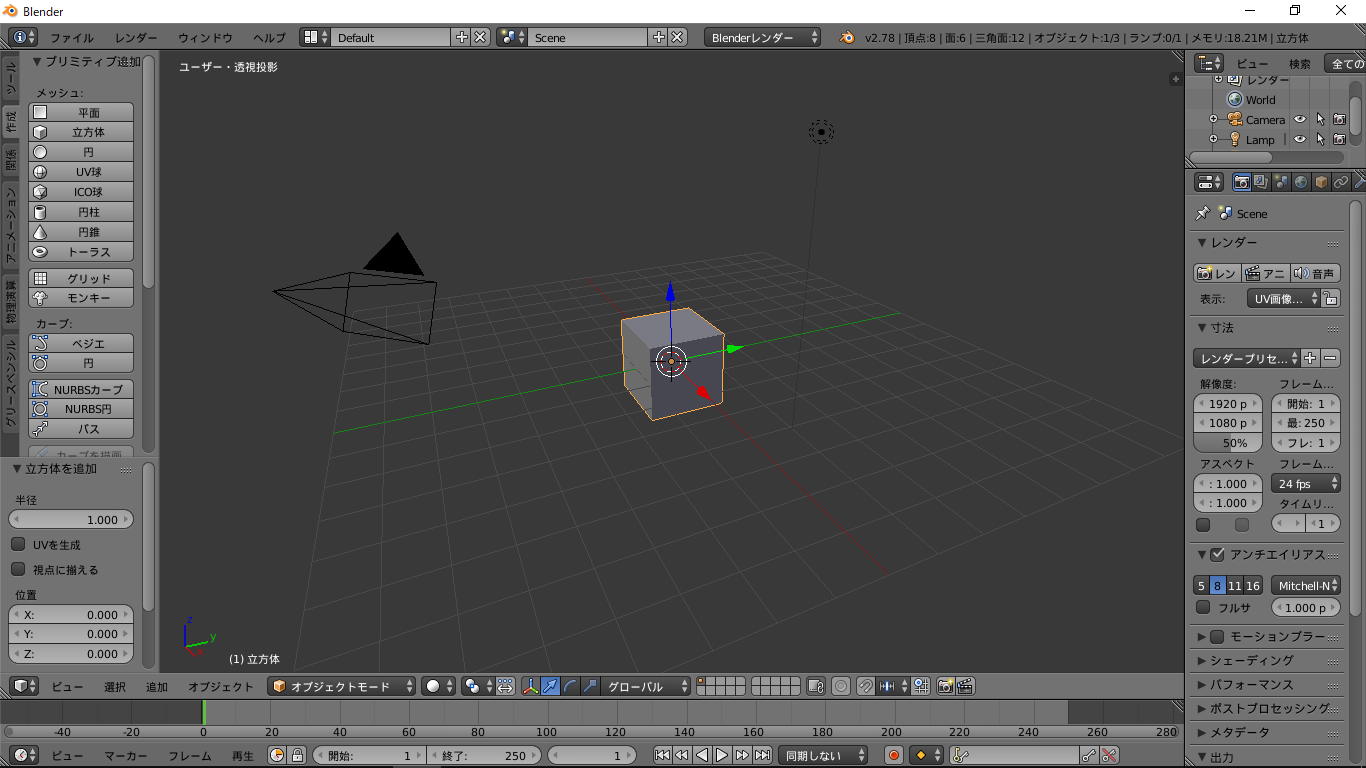 Blender
ファイル レンダー ウィンドウ ヘルプ Default Scene Blenderレンダー v2.78 | 頂点:8 | 面:6 | 三角面:12 | オブジェクト:1/3 | ランプ:0/1 | メモリ:18.21M | 立方体
ツール
作成
関係
アニメーション
物理演算
グリースペンシル
プリミティブ追加
メッシュ:
平面
立方体
円
UV球
ICO球
円柱
円錐
トーラス
グリッド
モンキー
カーブ:
ベジエ
円
NURBSカーブ
NURBS円
パス
カーブを描画
立方体を追加
半径
1.000
UVを生成
視点に揃える
位置
X: 0.000
Y: 0.000
Z: 0.000
ユーザー・透視投影
z
y
x
(1) 立方体
ビュー 選択 追加 オブジェクト オブジェクトモード グローバル
ビュー 検索 全ての
レンダー
World
Camera
Lamp
Scene
レンダー
レン アニ 音声
表示: UV画像...
寸法
レンダープリセ...
解像度: フレーム...
1920 p 開始: 1
1080 p 最: 250
50% フレ: 1
アスペクト フレーム...
: 1.000 24 fps
: 1.000 タイムリ...
1
アンチエイリアス
5 8 11 16 Mitchell-N
フルサ 1.000 p
モーションブラー
シェーディング
パフォーマンス
ポストプロセッシング
メタデータ
出力
-40 -20 0 20 40 60 80 100 120 140 160 180 200 220 240 260 280
ビュー マーカー フレーム 再生 開始: 1 終了: 250 1 同期しない